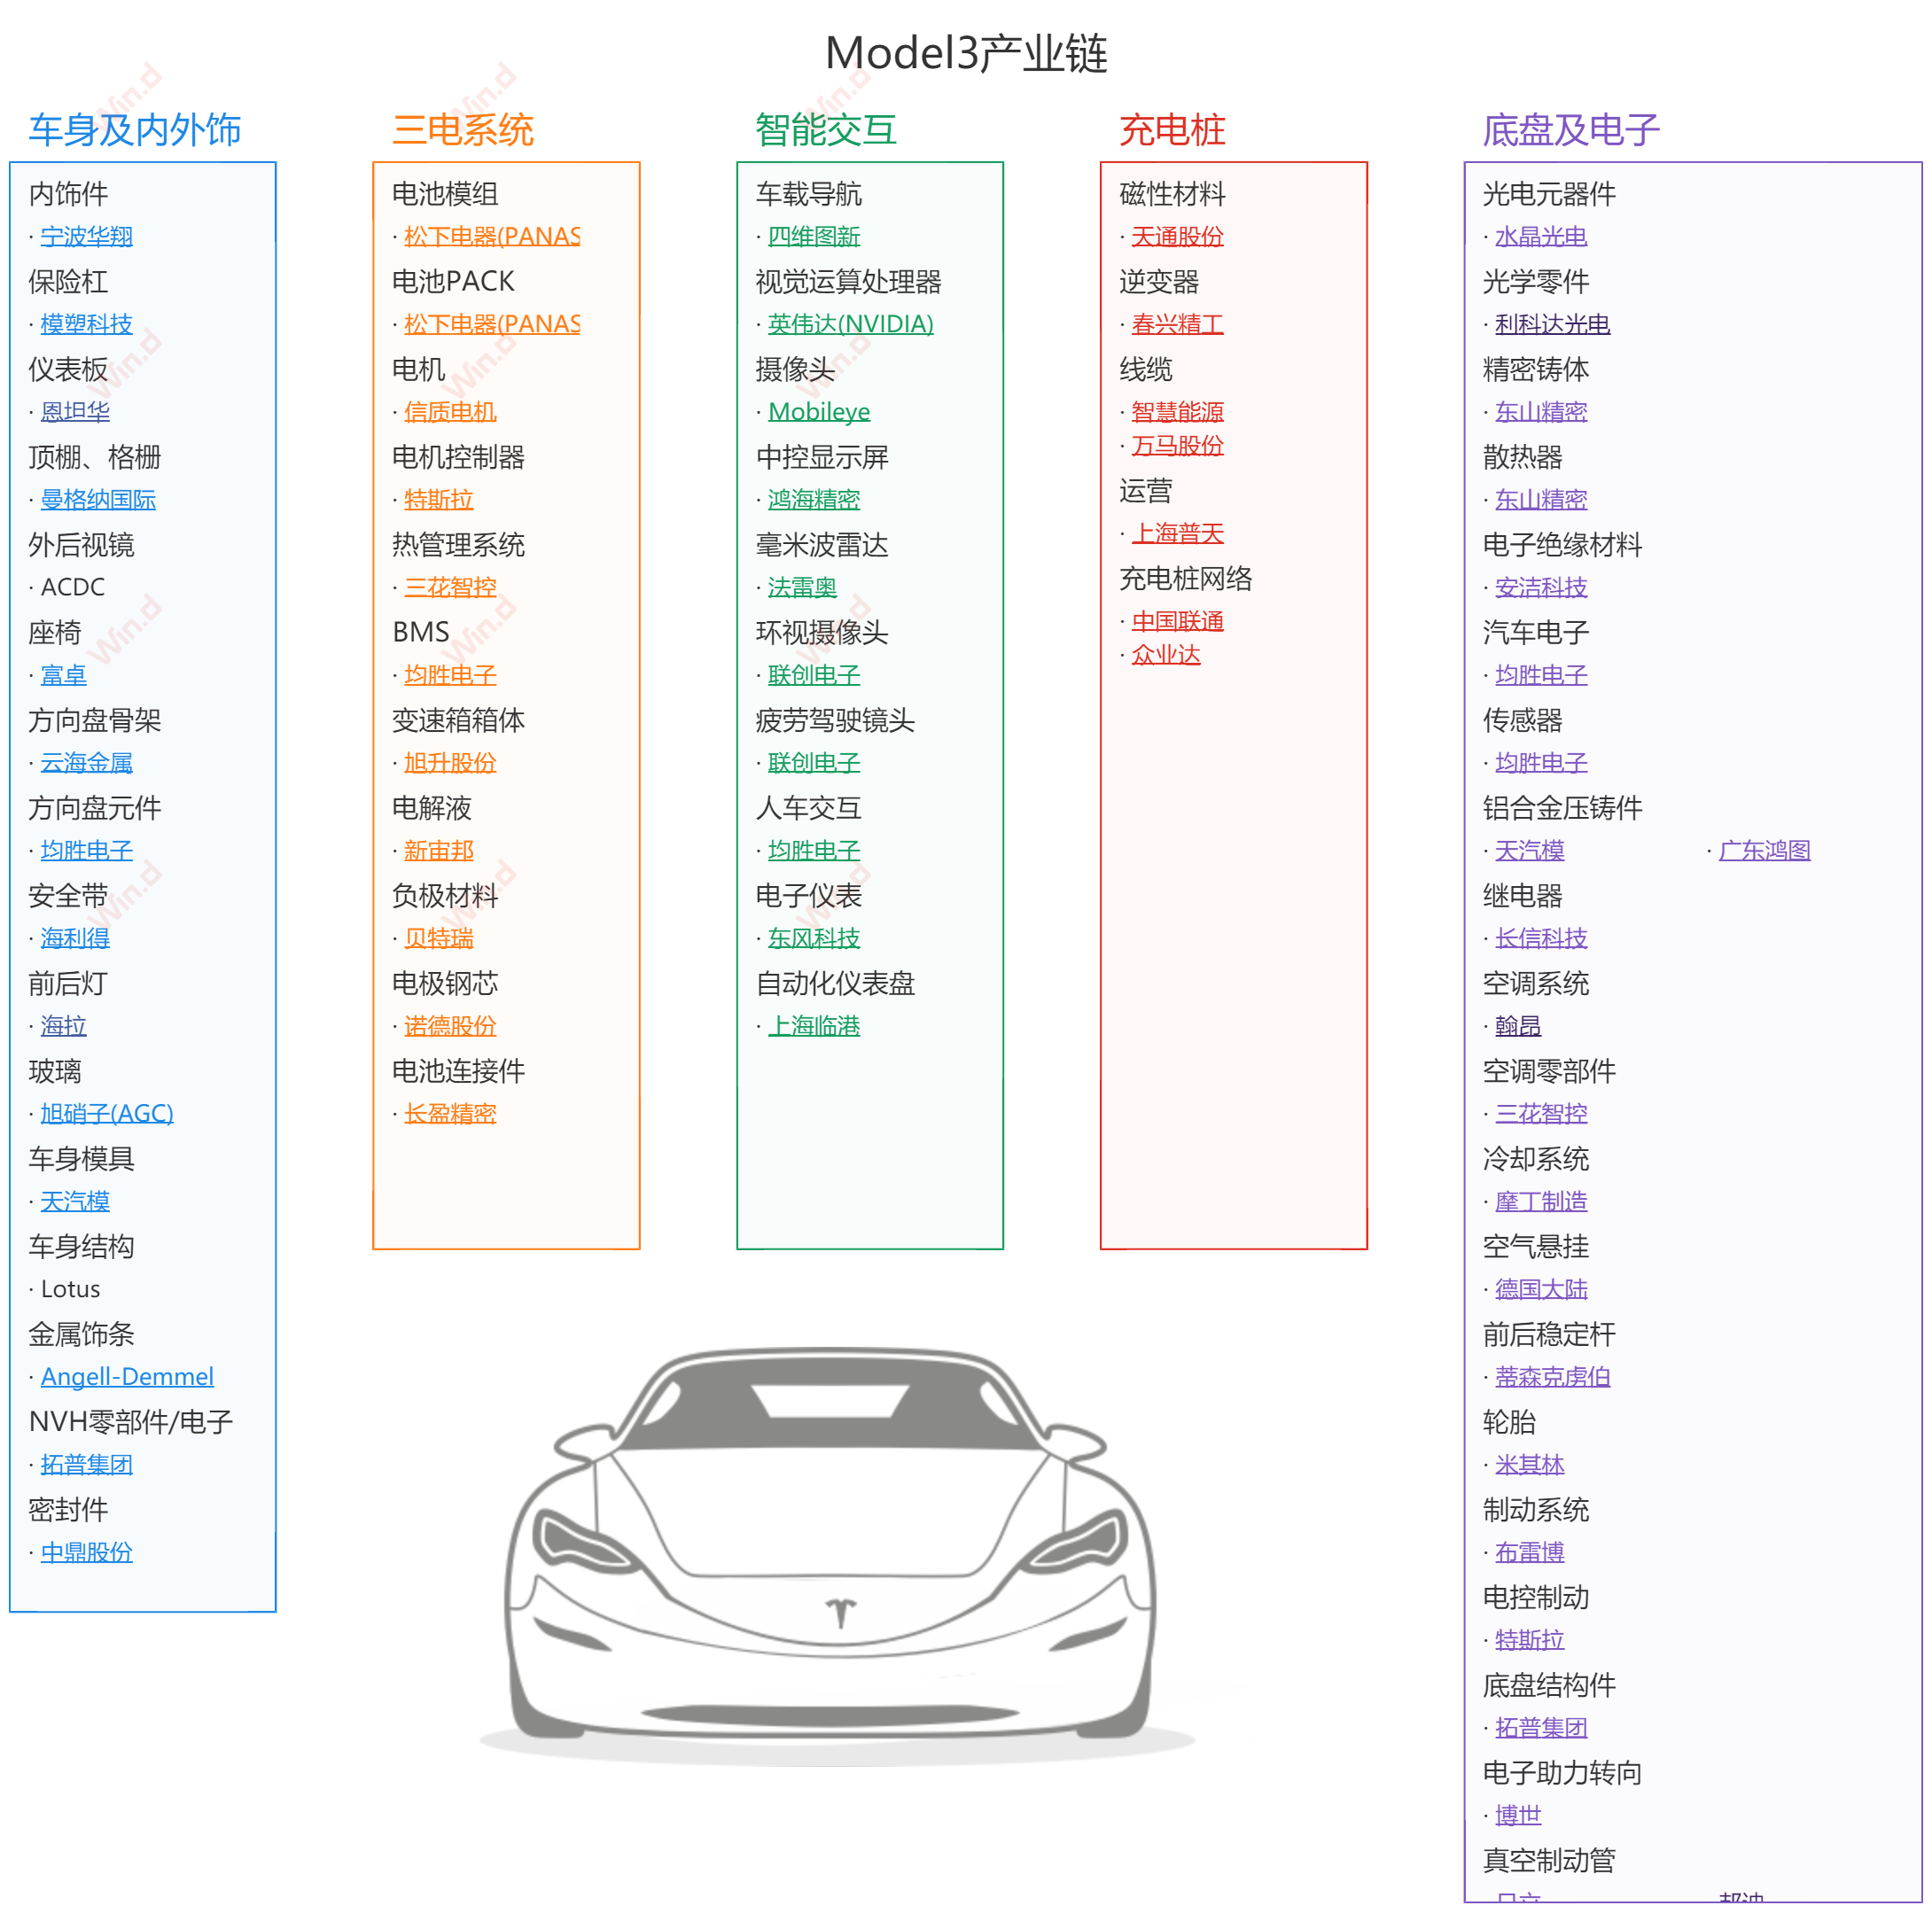 Model3产业链
车身及内外饰
内饰件
· 宁波华翔
保险杠
· 模塑科技
仪表板
· 恩坦华
顶棚、格栅
· 曼格纳国际
外后视镜
· ACDC
座椅
· 富卓
方向盘骨架
· 云海金属
方向盘元件
· 均胜电子
安全带
· 海利得
前后灯
· 海拉
玻璃
· 旭硝子(AGC)
车身模具
· 天汽模
车身结构
· Lotus
金属饰条
· Angell-Demmel
NVH零部件/电子
· 拓普集团
密封件
· 中鼎股份
三电系统
电池模组
· 松下电器(PANAS
电池PACK
· 松下电器(PANAS
电机
· 信质电机
电机控制器
· 特斯拉
热管理系统
· 三花智控
BMS
· 均胜电子
变速箱箱体
· 旭升股份
电解液
· 新宙邦
负极材料
· 贝特瑞
电极钢芯
· 诺德股份
电池连接件
· 长盈精密
智能交互
车载导航
· 四维图新
视觉运算处理器
· 英伟达(NVIDIA)
摄像头
· Mobileye
中控显示屏
· 鸿海精密
毫米波雷达
· 法雷奥
环视摄像头
· 联创电子
疲劳驾驶镜头
· 联创电子
人车交互
· 均胜电子
电子仪表
· 东风科技
自动化仪表盘
· 上海临港
充电桩
磁性材料
· 天通股份
逆变器
· 春兴精工
线缆
· 智慧能源
· 万马股份
运营
· 上海普天
充电桩网络
· 中国联通
· 众业达
底盘及电子
光电元器件
· 水晶光电
光学零件
· 利科达光电
精密铸体
· 东山精密
散热器
· 东山精密
电子绝缘材料
· 安洁科技
汽车电子
· 均胜电子
传感器
· 均胜电子
铝合金压铸件
· 天汽模 · 广东鸿图
继电器
· 长信科技
空调系统
· 翰昂
空调零部件
· 三花智控
冷却系统
· 摩丁制造
空气悬挂
· 德国大陆
前后稳定杆
· 蒂森克虏伯
轮胎
· 米其林
制动系统
· 布雷博
电控制动
· 特斯拉
底盘结构件
· 拓普集团
电子助力转向
· 博世
真空制动管
Win.d
Win.d
Win.d
Win.d
Win.d
Win.d
Win.d
Win.d
Win.d
Win.d
Win.d
Win.d